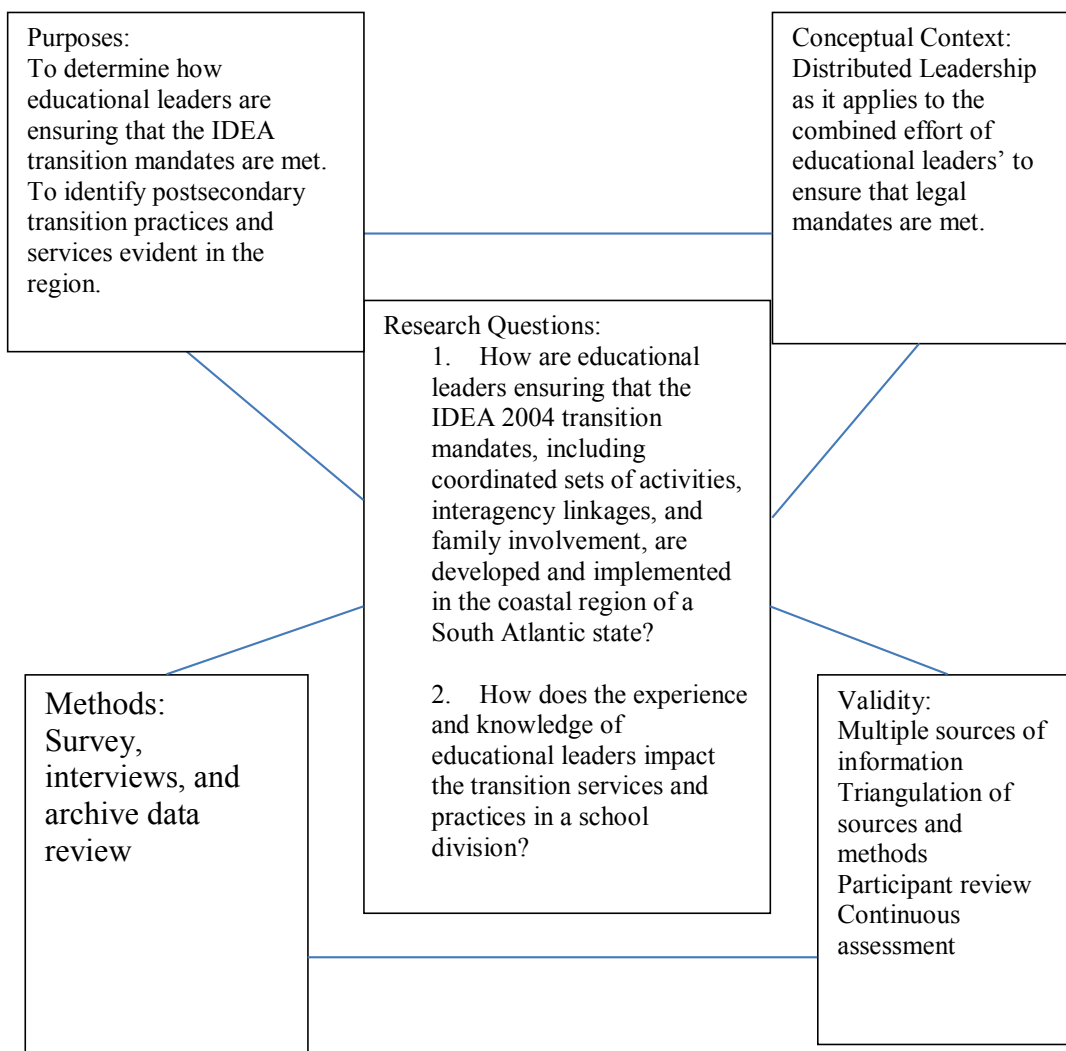 Purposes:
To determine how
educational leaders are
ensuring that the IDEA
transition mandates are met.
To identify postsecondary
transition practices and
services evident in the
region.
Conceptual Context:
Distributed Leadership
as it applies to the
combined effort of
educational leaders’ to
ensure that legal
mandates are met.
Research Questions:
1. How are educational
leaders ensuring that the
IDEA 2004 transition
mandates, including
coordinated sets of activities,
interagency linkages, and
family involvement, are
developed and implemented
in the coastal region of a
South Atlantic state?
2. How does the experience
and knowledge of
educational leaders impact
the transition services and
practices in a school
division?
Methods:
Survey,
interviews, and
archive data
review
Validity:
Multiple sources of
information
Triangulation of
sources and
methods
Participant review
Continuous
assessment